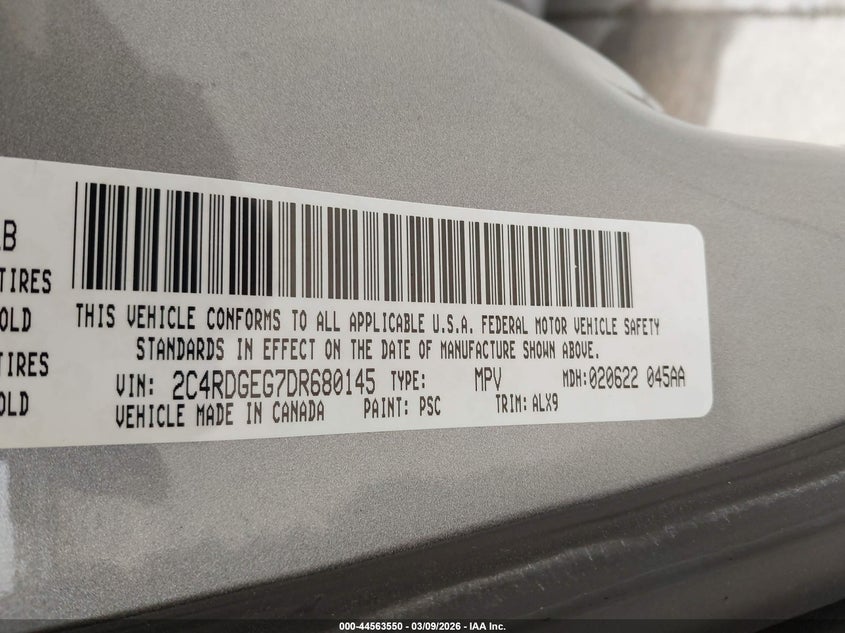 LB
TIRES
OLD
TIRES
OLD
THIS VEHICLE CONFORMS TO ALL APPLICABLE U.S.A. FEDERAL MOTOR VEHICLE SAFETY
STANDARDS IN EFFECT ON THE DATE OF MANUFACTURE SHOWN ABOVE.
VIN: 2C4RDGEG7DR680145 TYPE: MPV MDH:020622 045AA
VEHICLE MADE IN CANADA PAINT: PSC TRIM: ALX9
000-44563550 - 03/09/2026 - IAA Inc.